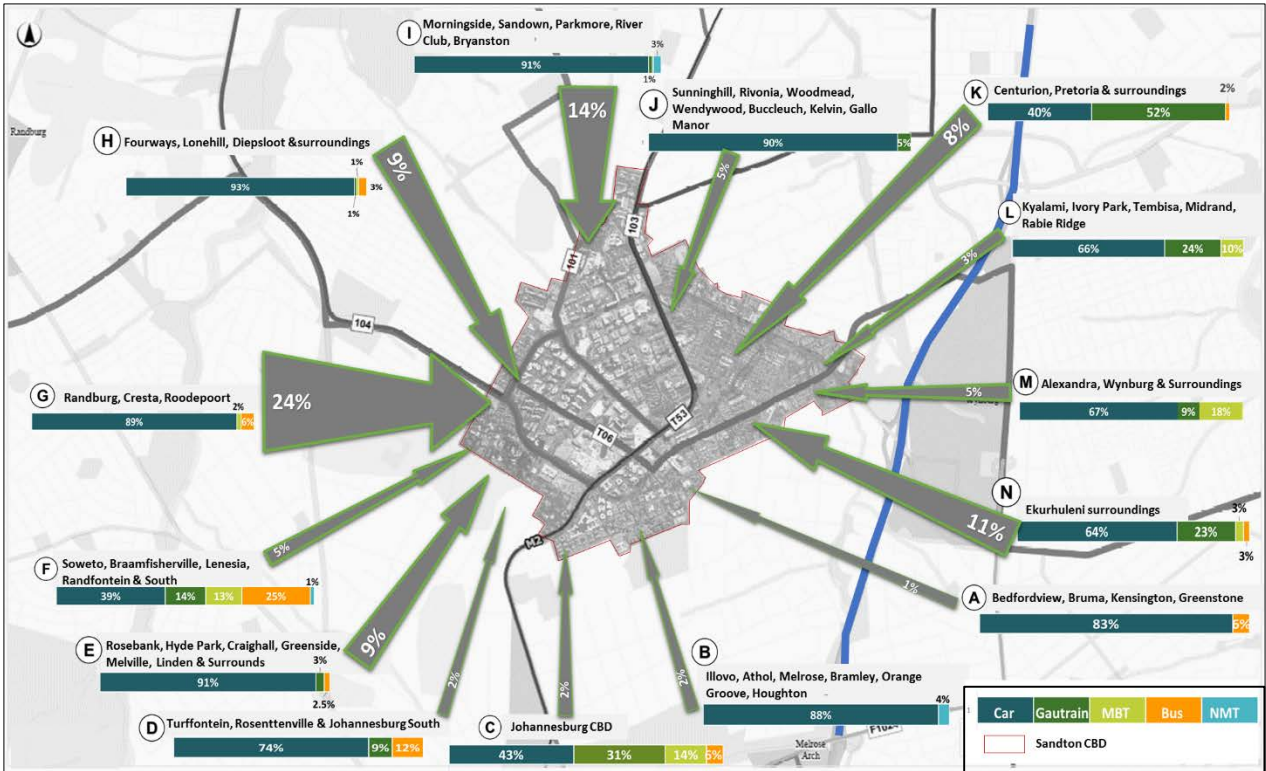 I
Morningside, Sandown, Parkmore, River
Club, Bryanston
3%
91%
1%
14%
J
Sunninghill, Rivonia, Woodmead,
Wendywood, Buccleuch, Kelvin, Gallo
Manor
90%
5%
5%
K
Centurion, Pretoria & surroundings
2%
40%
52%
8%
Randburg
H
Fourways, Lonehill, Diepsloot &surroundings
1%
93%
3%
1%
9%
L
Kyalami, Ivory Park, Tembisa, Midrand,
Rabie Ridge
66%
24%
10%
3%
103
101
104
T06
T53
M2
G
Randburg, Cresta, Roodepoort
2%
89%
6%
24%
M
Alexandra, Wynburg & Surroundings
67%
9%
18%
5%
N
Ekurhuleni surroundings
3%
64%
23%
3%
11%
F
Soweto, Braamfisherville, Lenesia,
Randfontein & South
1%
39%
14%
13%
25%
5%
A
Bedfordview, Bruma, Kensington, Greenstone
83%
6%
1%
E
Rosebank, Hyde Park, Craighall, Greenside,
Melville, Linden & Surrounds
3%
91%
2.5%
9%
B
Illovo, Athol, Melrose, Bramley, Orange
Groove, Houghton
4%
88%
2%
D
Turffontein, Rosenttenville & Johannesburg South
74%
9%
12%
2%
C
Johannesburg CBD
43%
31%
14%
6%
2%
Melrose
Arch
Car
Gautrain
MBT
Bus
NMT
Sandton CBD